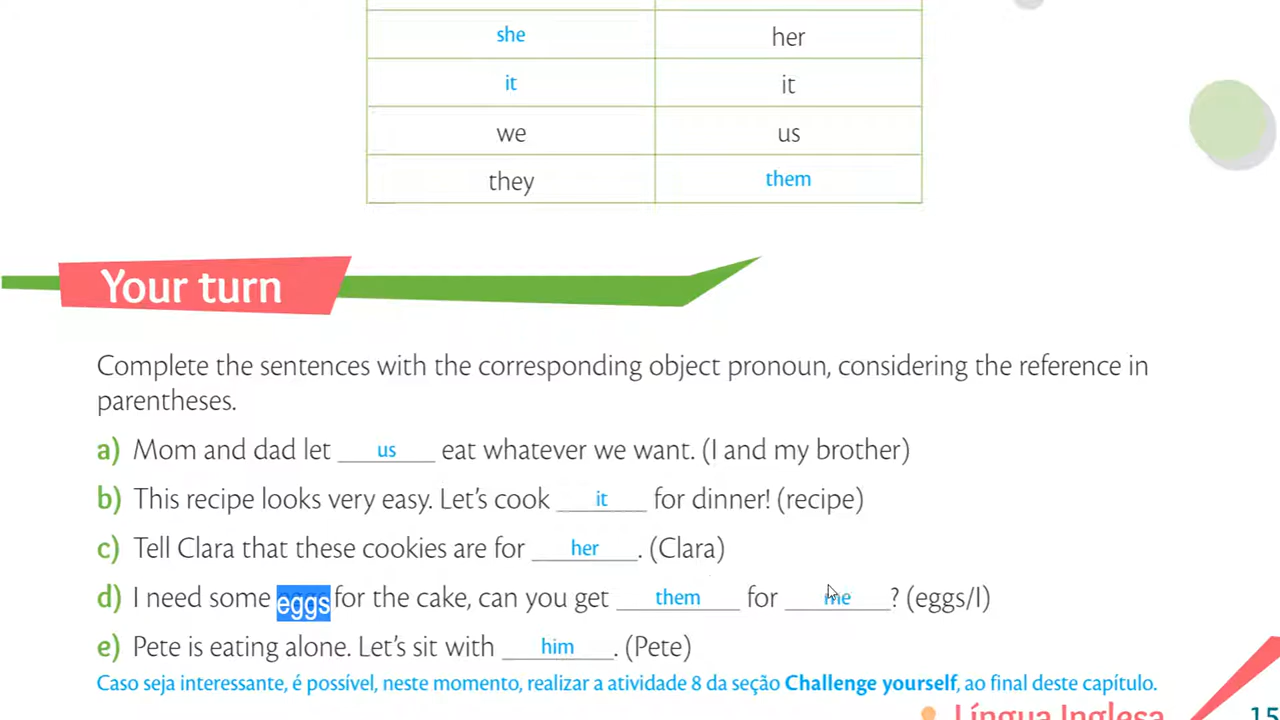 she her
it it
we us
they them
Your turn
Complete the sentences with the corresponding object pronoun, considering the reference in
parentheses.
a) Mom and dad let us eat whatever we want. (I and my brother)
b) This recipe looks very easy. Let's cook it for dinner! (recipe)
c) Tell Clara that these cookies are for her. (Clara)
d) I need some eggs for the cake, can you get them for me? (eggs/I)
e) Pete is eating alone. Let's sit with him. (Pete)
Caso seja interessante, é possível, neste momento, realizar a atividade 8 da seção Challenge yourself, ao final deste capítulo.
Língua Inglesa 15